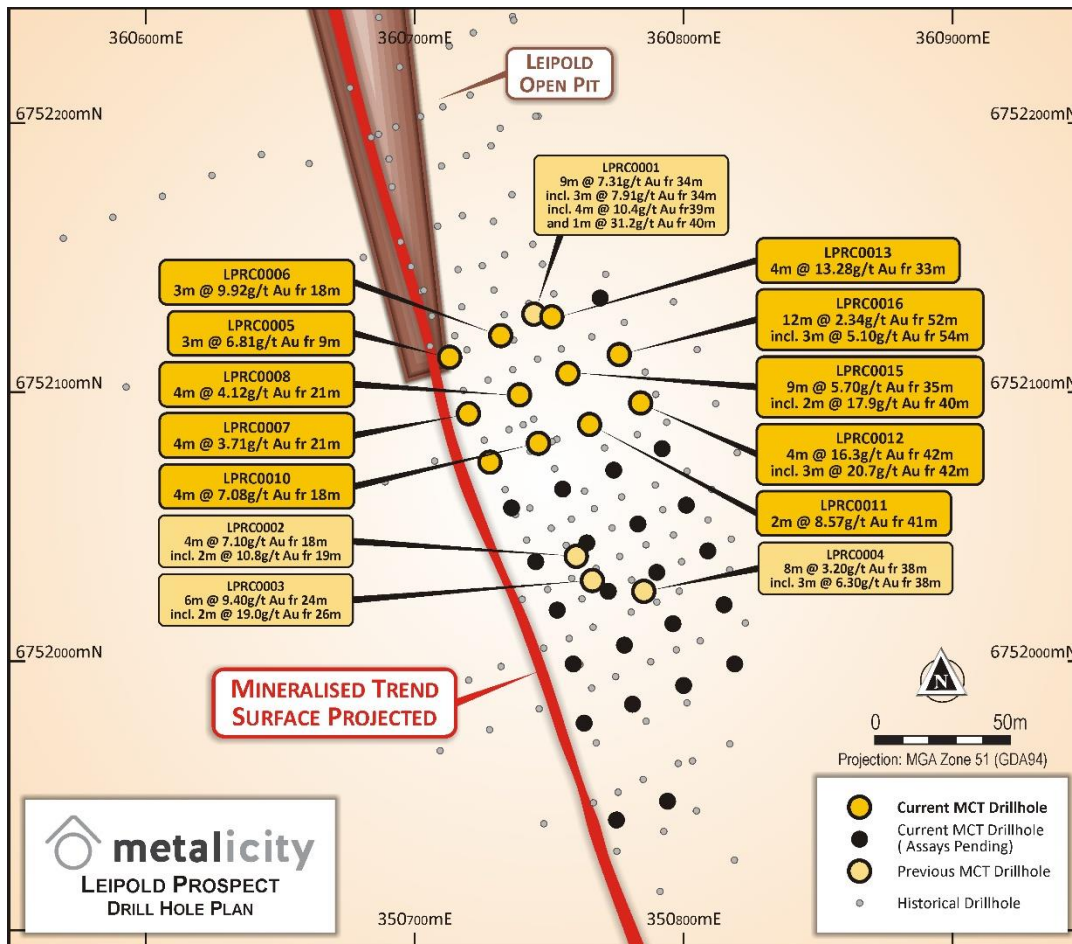 360600mE
360700mE
360800mE
360900mE
6752200mN
6752200mN
LEIPOLD
OPEN PIT
LPRC0001
9m @ 7.31g/t Au fr 34m
incl. 3m @ 7.91g/t Au fr 34m
incl. 4m @ 10.4g/t Au fr39m
and 1m @ 31.2g/t Au fr 40m
LPRC0006
3m @ 9.92g/t Au fr 18m
LPRC0013
4m @ 13.28g/t Au fr 33m
LPRC0005
3m @ 6.81g/t Au fr 9m
LPRC0016
12m @ 2.34g/t Au fr 52m
incl. 3m @ 5.10g/t Au fr 54m
6752100mN
6752100mN
LPRC0008
4m @ 4.12g/t Au fr 21m
LPRC0015
9m @ 5.70g/t Au fr 35m
incl. 2m @ 17.9g/t Au fr 40m
LPRC0007
4m @ 3.71g/t Au fr 21m
LPRC0012
4m @ 16.3g/t Au fr 42m
incl. 3m @ 20.7g/t Au fr 42m
LPRC0010
4m @ 7.08g/t Au fr 18m
LPRC0011
2m @ 8.57g/t Au fr 41m
LPRC0002
4m @ 7.10g/t Au fr 18m
incl. 2m @ 10.8g/t Au fr 19m
LPRC0004
8m @ 3.20g/t Au fr 38m
incl. 3m @ 6.30g/t Au fr 38m
LPRC0003
6m @ 9.40g/t Au fr 24m
incl. 2m @ 19.0g/t Au fr 26m
6752000mN
6752000mN
MINERALISED TREND
SURFACE PROJECTED
N
0 50m
Projection: MGA Zone 51 (GDA94)
metalicity
LEIPOLD PROSPECT
DRILL HOLE PLAN
Current MCT Drillhole
Current MCT Drillhole
( Assays Pending)
Previous MCT Drillhole
Historical Drillhole
350700mE
350800mE